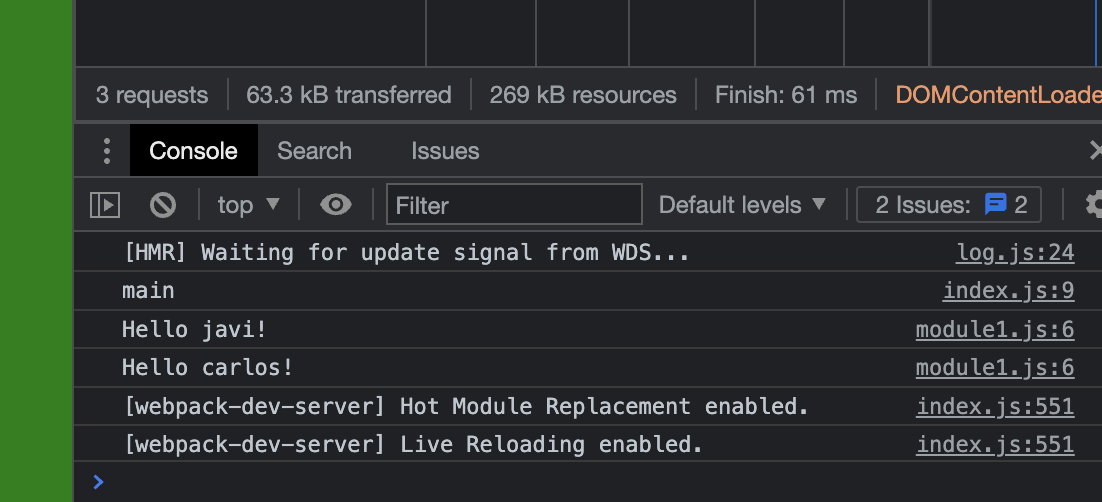 3 requests 63.3 kB transferred 269 kB resources Finish: 61 ms DOMContentLoade
Console Search Issues
top Filter Default levels 2 Issues: 2
[HMR] Waiting for update signal from WDS... log.js:24
main index.js:9
Hello javi! module1.js:6
Hello carlos! module1.js:6
[webpack-dev-server] Hot Module Replacement enabled. index.js:551
[webpack-dev-server] Live Reloading enabled. index.js:551